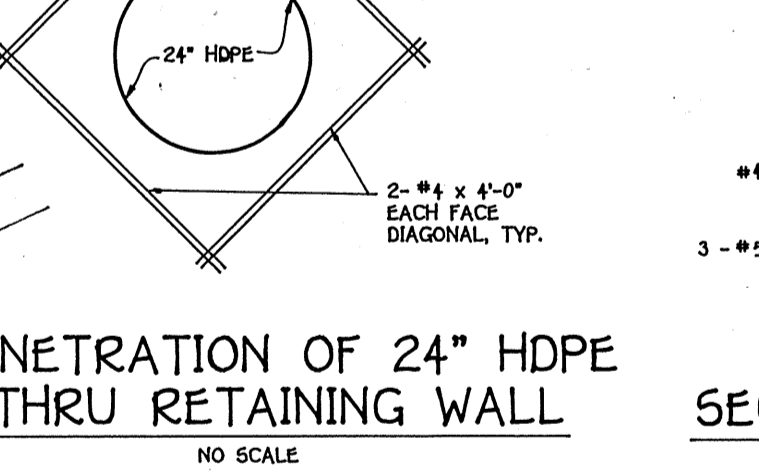 24" HDPE
2- #4 x 4'-0"
EACH FACE
DIAGONAL, TYP.
#4
3 - #5
NETRATION OF 24" HDPE
THRU RETAINING WALL
NO SCALE